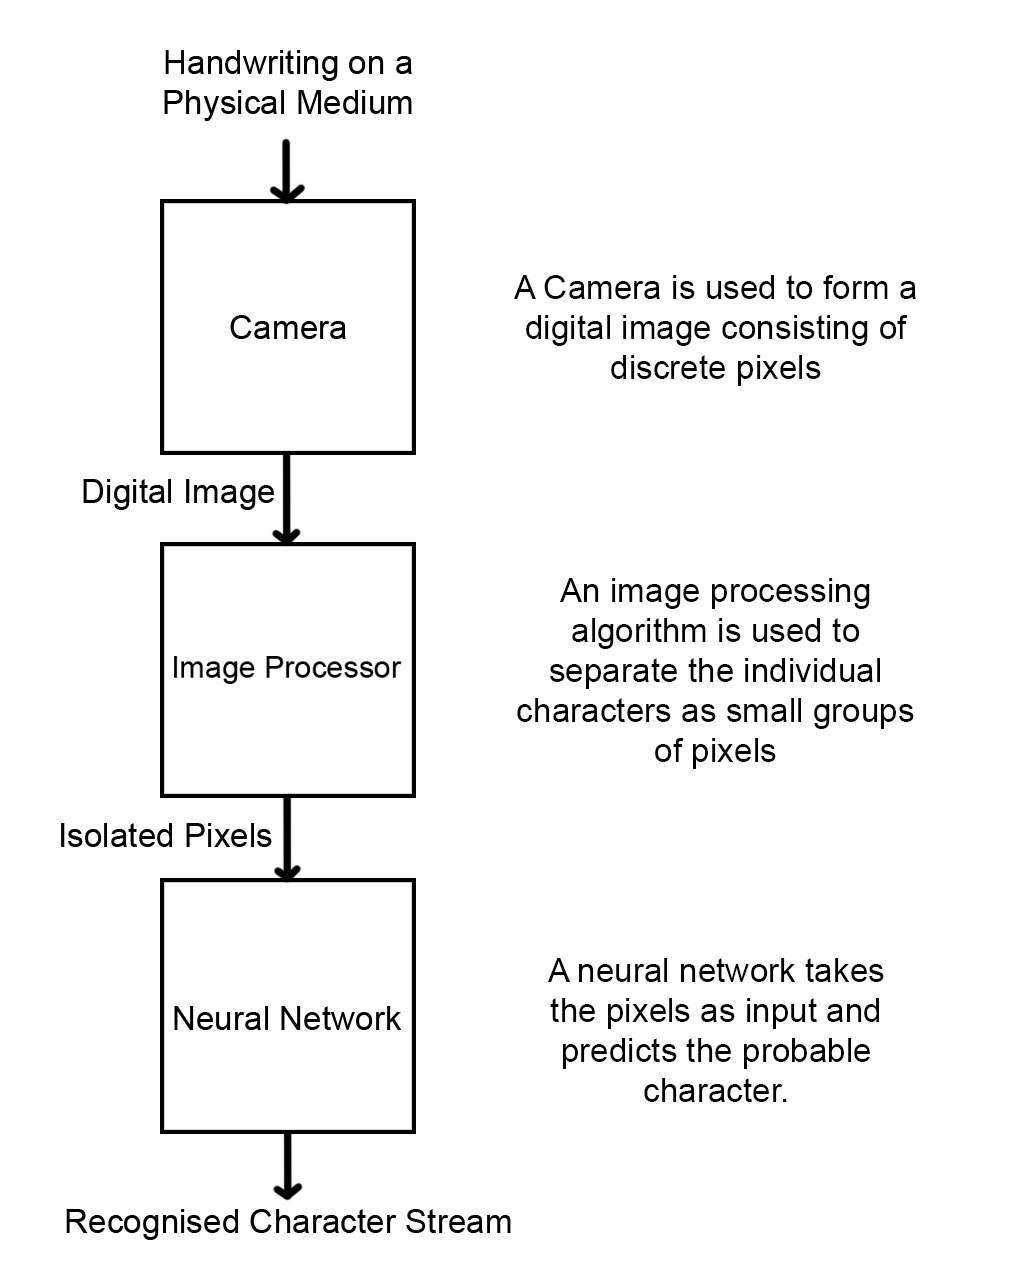 Handwriting on a
Physical Medium
Camera
A Camera is used to form a
digital image consisting of
discrete pixels
Digital Image
Image Processor
An image processing
algorithm is used to
separate the individual
characters as small groups
of pixels
Isolated Pixels
Neural Network
A neural network takes
the pixels as input and
predicts the probable
character.
Recognised Character Stream